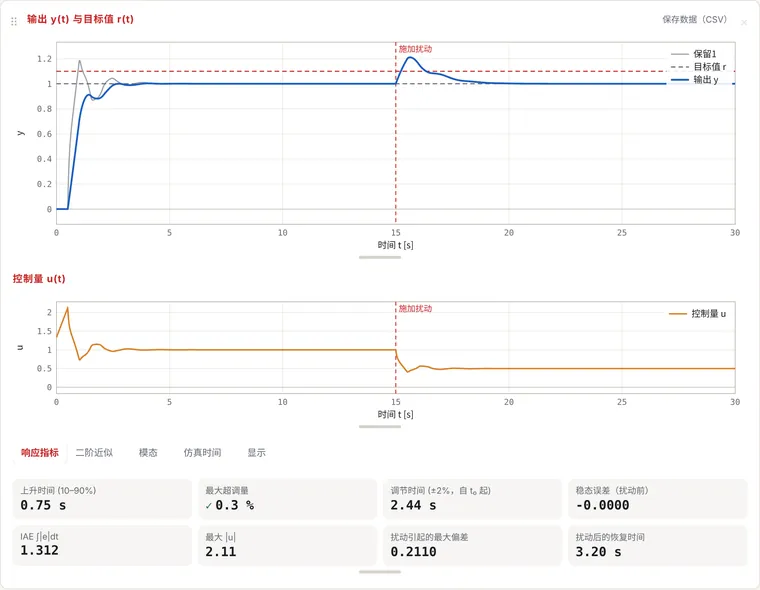 输出 y(t) 与目标值 r(t)
保存数据（CSV）
施加扰动
保留1
目标值 r
输出 y
1.2
1
0.8
0.6
0.4
0.2
0
y
0 5 10 15 20 25 30
时间 t [s]
控制量 u(t)
施加扰动
控制量 u
2
1.5
1
0.5
0
u
0 5 10 15 20 25 30
时间 t [s]
响应指标 二阶近似 模态 仿真时间 显示
上升时间 (10–90%)
0.75 s
最大超调量
✓0.3 %
调节时间 (±2%，自 t₀ 起)
2.44 s
稳态误差（扰动前）
-0.0000
IAE ∫|e|dt
1.312
最大 |u|
2.11
扰动引起的最大偏差
0.2110
扰动后的恢复时间
3.20 s